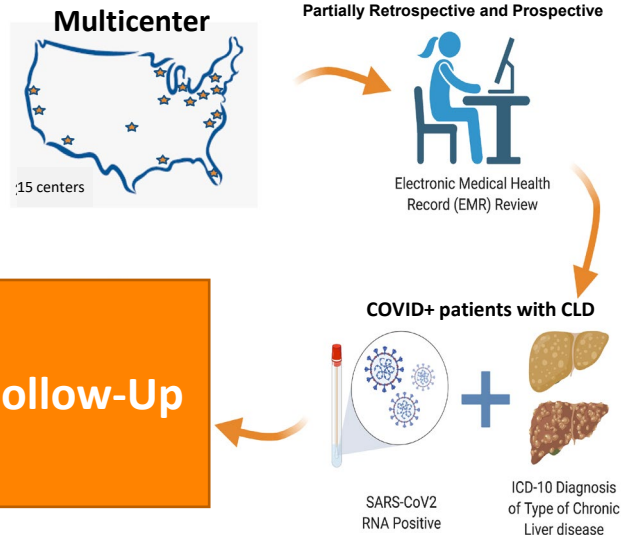 Multicenter
Partially Retrospective and Prospective
15 centers
Electronic Medical Health
Record (EMR) Review
COVID+ patients with CLD
ollow-Up
SARS-CoV2
RNA Positive
ICD-10 Diagnosis
of Type of Chronic
Liver disease